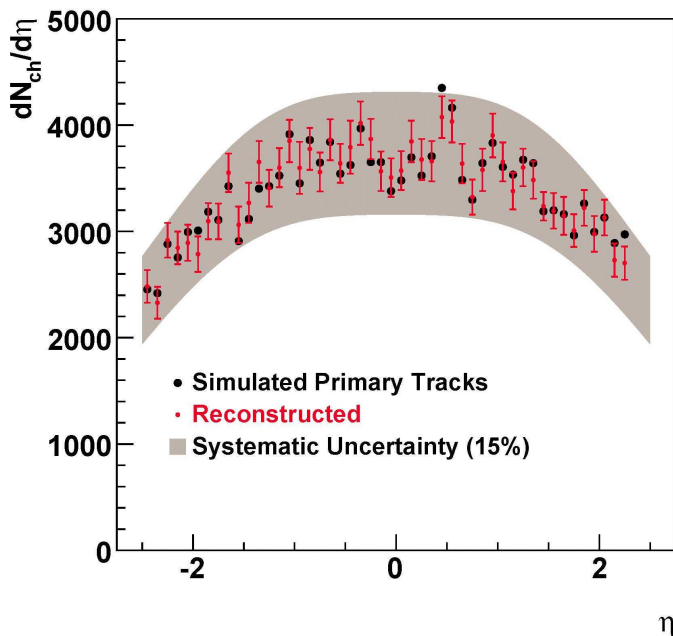 dN_ch/dη
5000
4000
3000
2000
1000
0
Simulated Primary Tracks
Reconstructed
Systematic Uncertainty (15%)
-2 0 2
η